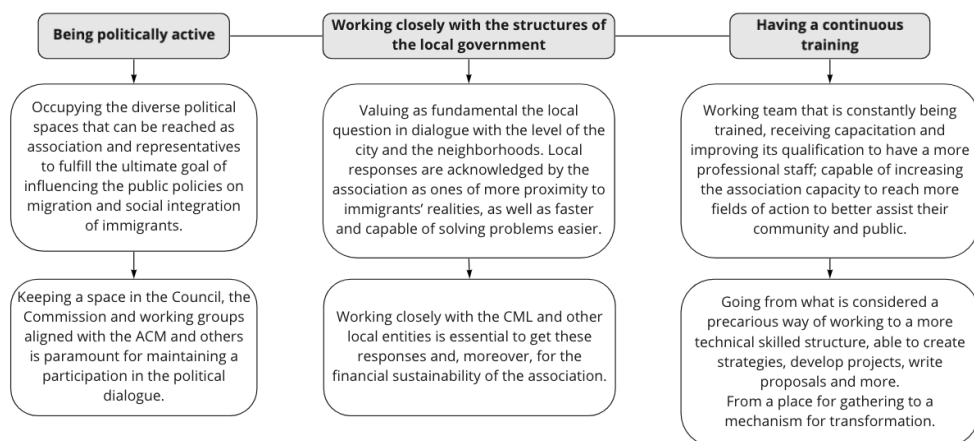 Being politically active
Working closely with the structures of
the local government
Having a continuous
training
Occupying the diverse political
spaces that can be reached as
association and representatives
to fulfill the ultimate goal of
influencing the public policies on
migration and social integration
of immigrants.
Valuing as fundamental the local
question in dialogue with the level of the
city and the neighborhoods. Local
responses are acknowledged by the
association as ones of more proximity to
immigrants’ realities, as well as faster
and capable of solving problems easier.
Working team that is constantly being
trained, receiving capacitation and
improving its qualification to have a more
professional staff; capable of increasing
the association capacity to reach more
fields of action to better assist their
community and public.
Keeping a space in the Council, the
Commission and working groups
aligned with the ACM and others
is paramount for maintaining a
participation in the political
dialogue.
Working closely with the CML and other
local entities is essential to get these
responses and, moreover, for the
financial sustainability of the association.
Going from what is considered a
precarious way of working to a more
technical skilled structure, able to create
strategies, develop projects, write
proposals and more.
From a place for gathering to a
mechanism for transformation.